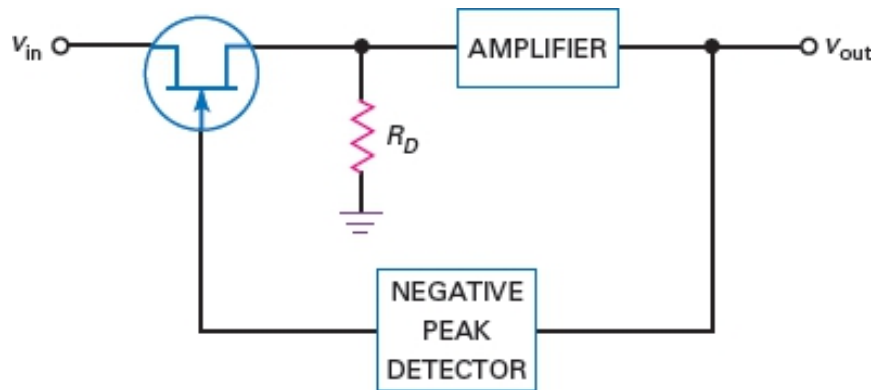 AMPLIFIER
v_in
v_out
R_D
NEGATIVE
PEAK
DETECTOR